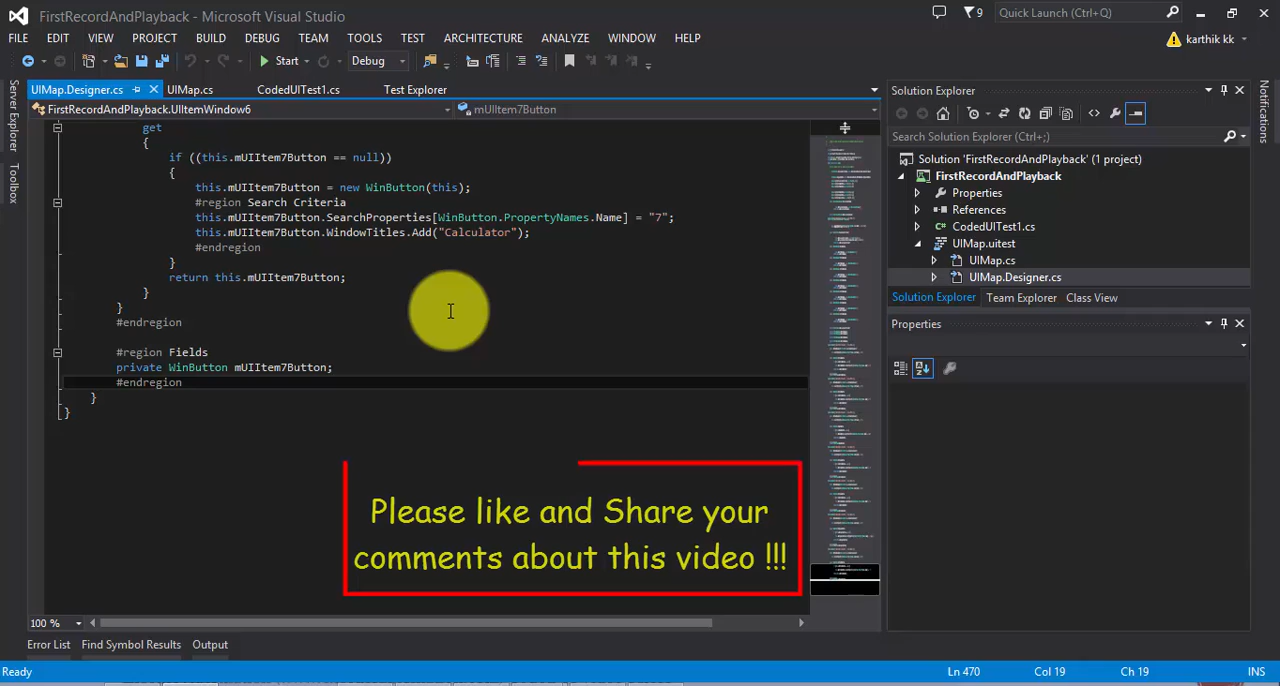 FirstRecordAndPlayback - Microsoft Visual Studio
9
Quick Launch (Ctrl+Q)
FILE EDIT VIEW PROJECT BUILD DEBUG TEAM TOOLS TEST ARCHITECTURE ANALYZE WINDOW HELP
karthik kk
Start
Debug
Server Explorer
Toolbox
UIMap.Designer.cs
UIMap.cs
CodedUITest1.cs
Test Explorer
FirstRecordAndPlayback.UIItemWindow6
mUIItem7Button
get
{
if ((this.mUIItem7Button == null))
{
this.mUIItem7Button = new WinButton(this);
#region Search Criteria
this.mUIItem7Button.SearchProperties[WinButton.PropertyNames.Name] = "7";
this.mUIItem7Button.WindowTitles.Add("Calculator");
#endregion
}
return this.mUIItem7Button;
}
}
#endregion
#region Fields
private WinButton mUIItem7Button;
#endregion
}
}
Please like and Share your
comments about this video !!!
100 %
Solution Explorer
Search Solution Explorer (Ctrl+;)
Solution 'FirstRecordAndPlayback' (1 project)
FirstRecordAndPlayback
Properties
References
CodedUITest1.cs
UIMap.uitest
UIMap.cs
UIMap.Designer.cs
Solution Explorer Team Explorer Class View
Properties
Notifications
Error List Find Symbol Results Output
Ready
Ln 470 Col 19 Ch 19 INS